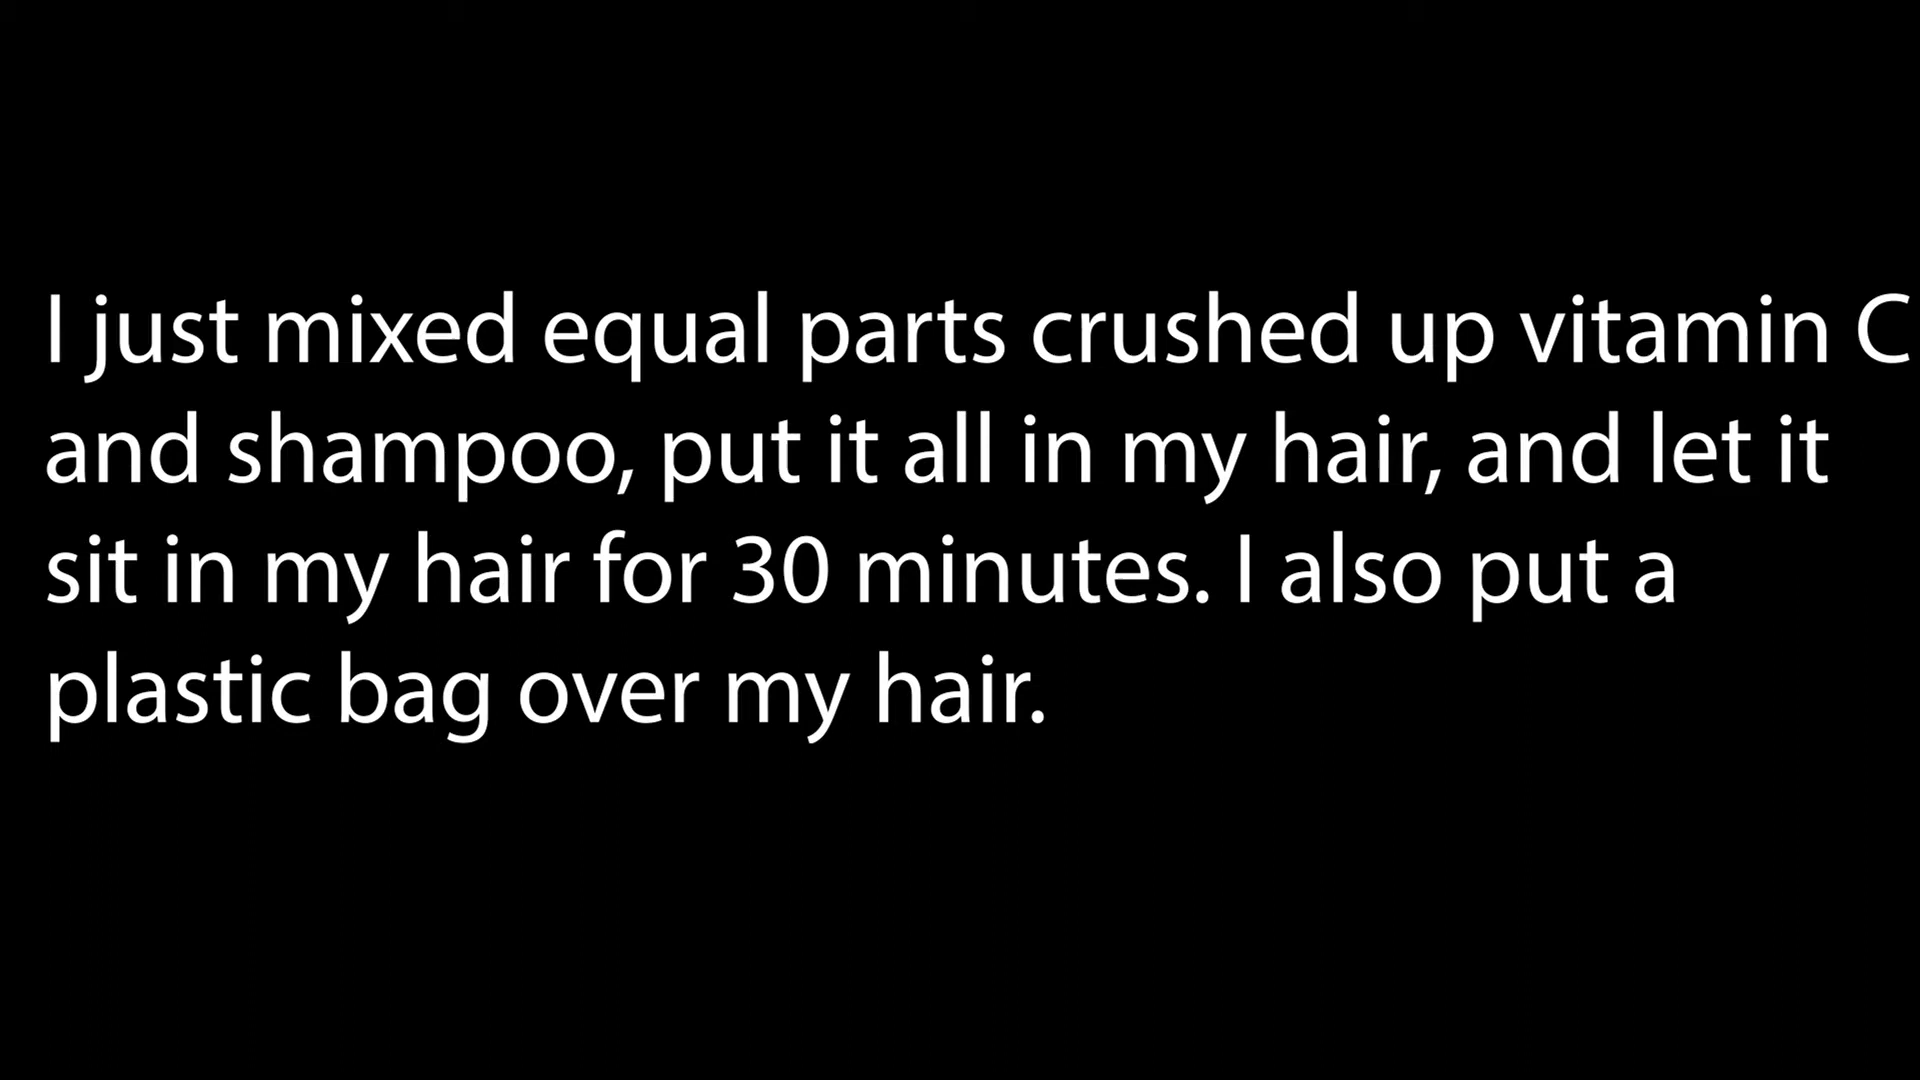 I just mixed equal parts crushed up vitamin C
and shampoo, put it all in my hair, and let it
sit in my hair for 30 minutes. I also put a
plastic bag over my hair.